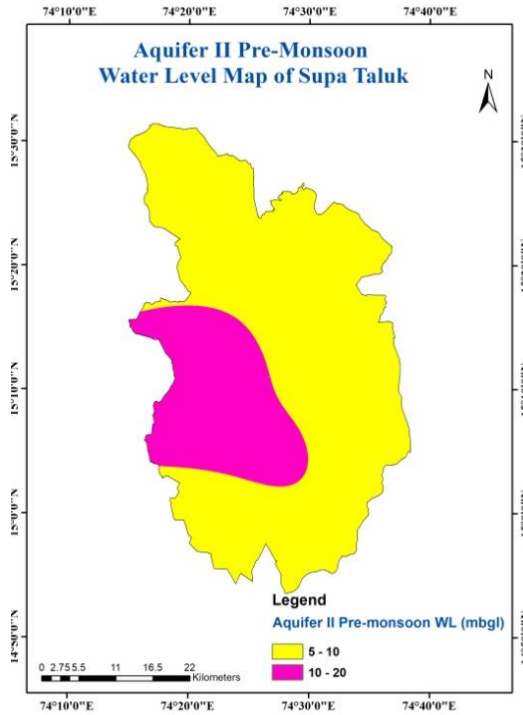 74°10'0"E 74°20'0"E 74°30'0"E 74°40'0"E
Aquifer II Pre-Monsoon
Water Level Map of Supa Taluk
N
15°30'0"N
15°20'0"N
15°10'0"N
15°0'0"N
14°50'0"N
Legend
Aquifer II Pre-monsoon WL (mbgl)
5 - 10
10 - 20
0 2.75 5.5 11 16.5 22
Kilometers
74°10'0"E 74°20'0"E 74°30'0"E 74°40'0"E